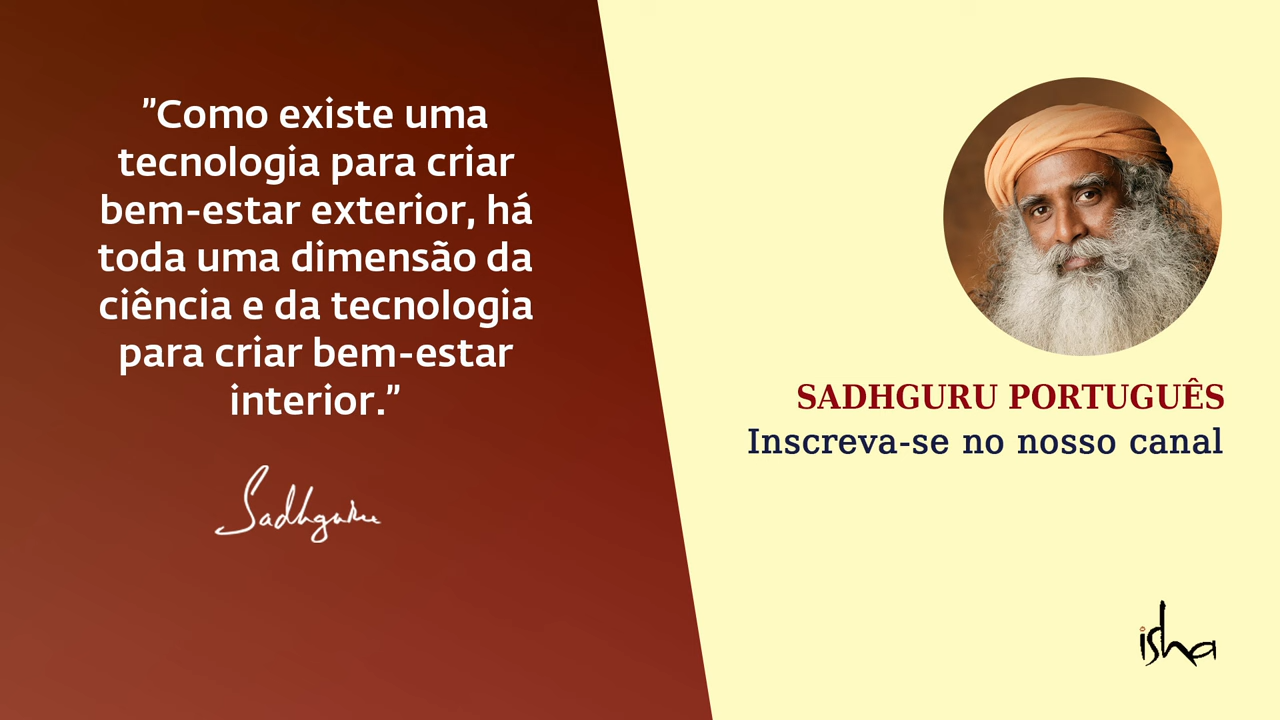 ”Como existe uma
tecnologia para criar
bem-estar exterior, há
toda uma dimensão da
ciência e da tecnologia
para criar bem-estar
interior.”
Sadhguru
SADHGURU PORTUGUÊS
Inscreva-se no nosso canal
isha